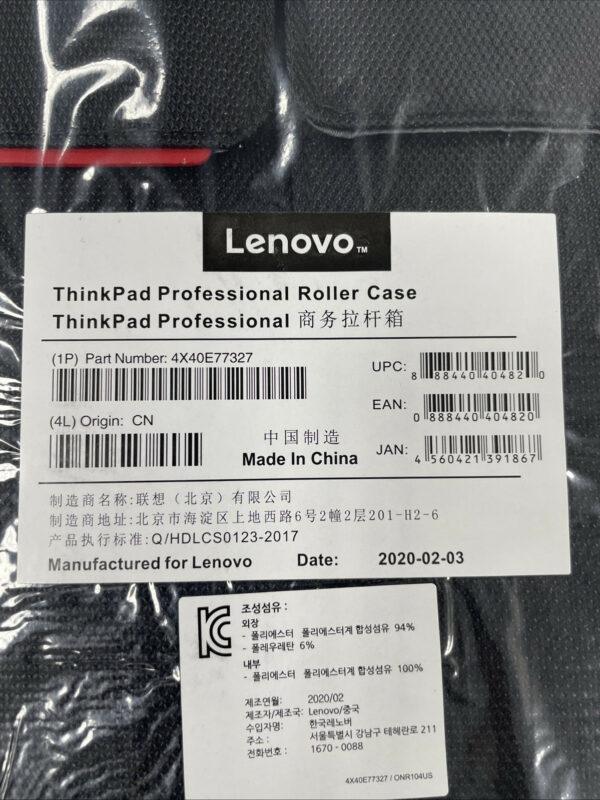 Lenovo™
ThinkPad Professional Roller Case
ThinkPad Professional 商务拉杆箱
(1P) Part Number: 4X40E77327
UPC: 8 88440 40482 0
(4L) Origin: CN
EAN: 0 888440 404820
中国制造
Made In China
JAN: 4 560421 391867
制造商名称:联想（北京）有限公司
制造商地址:北京市海淀区上地西路6号2幢2层201-H2-6
产品执行标准:Q/HDLCS0123-2017
Manufactured for Lenovo Date: 2020-02-03
조성섬유 :
외장
- 폴리에스터 폴리에스터계 합성섬유 94%
- 폴레우레탄 6%
내부
- 폴리에스터 폴리에스터계 합성섬유 100%
제조연월: 2020/02
제조자/제조국: Lenovo/중국
수입자명: 한국레노버
주소 : 서울특별시 강남구 테헤란로 211
전화번호 : 1670 - 0088
4X40E77327 / ONR104US